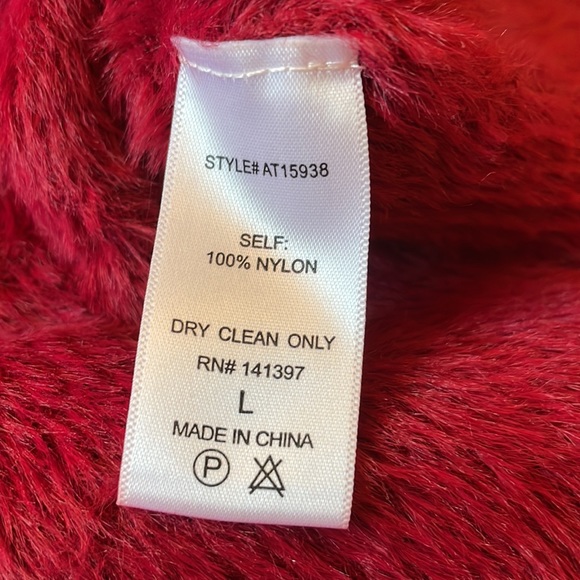 STYLE# AT15938
SELF:
100% NYLON
DRY CLEAN ONLY
RN# 141397
L
MADE IN CHINA
P